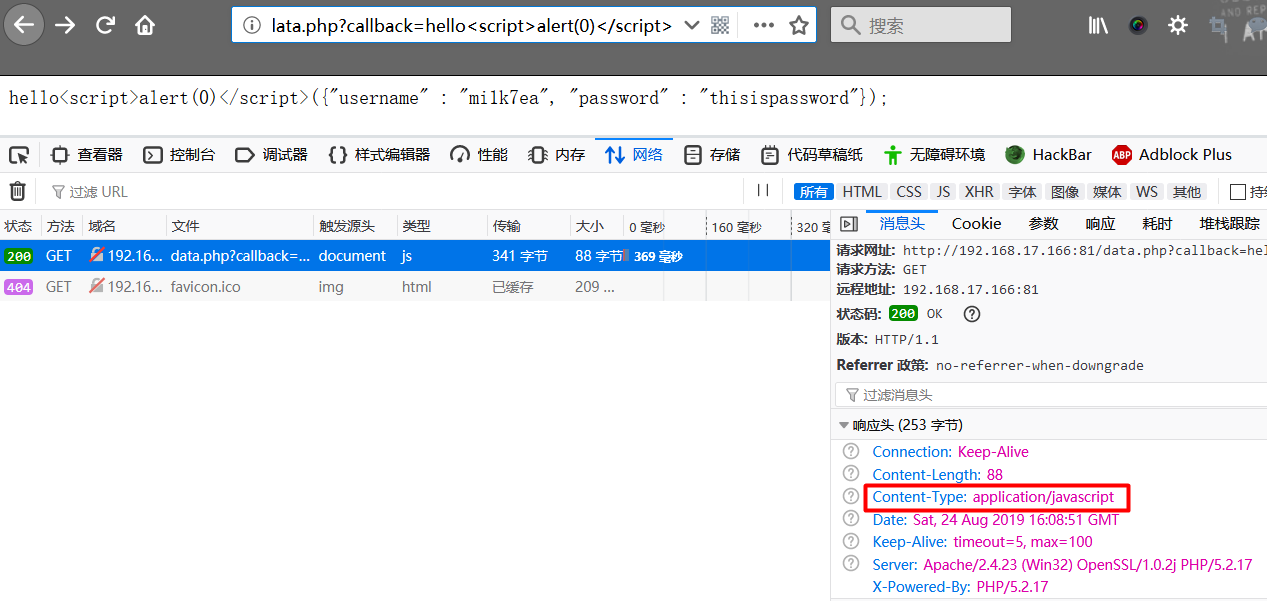 lata.php?callback=hello<script>alert(0)</script>
搜索
AND REP
hello<script>alert(0)</script>({"username" : "milk7ea", "password" : "thisispassword"});
查看器 控制台 调试器 样式编辑器 性能 内存 网络 存储 代码草稿纸 无障碍环境 HackBar ABP Adblock Plus
过滤 URL
所有 HTML CSS JS XHR 字体 图像 媒体 WS 其他
状态 方法 域名 文件 触发源头 类型 传输 大小 0 毫秒 160 毫秒
200 GET 192.16... data.php?callback=... document js 341 字节 88 字节 369 毫秒
404 GET 192.16... favicon.ico img html 已缓存 209 ...
消息头 Cookie 参数 响应 耗时 堆栈跟踪
请求网址: http://192.168.17.166:81/data.php?callback=hel
请求方法: GET
远程地址: 192.168.17.166:81
状态码: 200 OK
版本: HTTP/1.1
Referrer 政策: no-referrer-when-downgrade
过滤消息头
响应头 (253 字节)
Connection: Keep-Alive
Content-Length: 88
Content-Type: application/javascript
Date: Sat, 24 Aug 2019 16:08:51 GMT
Keep-Alive: timeout=5, max=100
Server: Apache/2.4.23 (Win32) OpenSSL/1.0.2j PHP/5.2.17
X-Powered-By: PHP/5.2.17